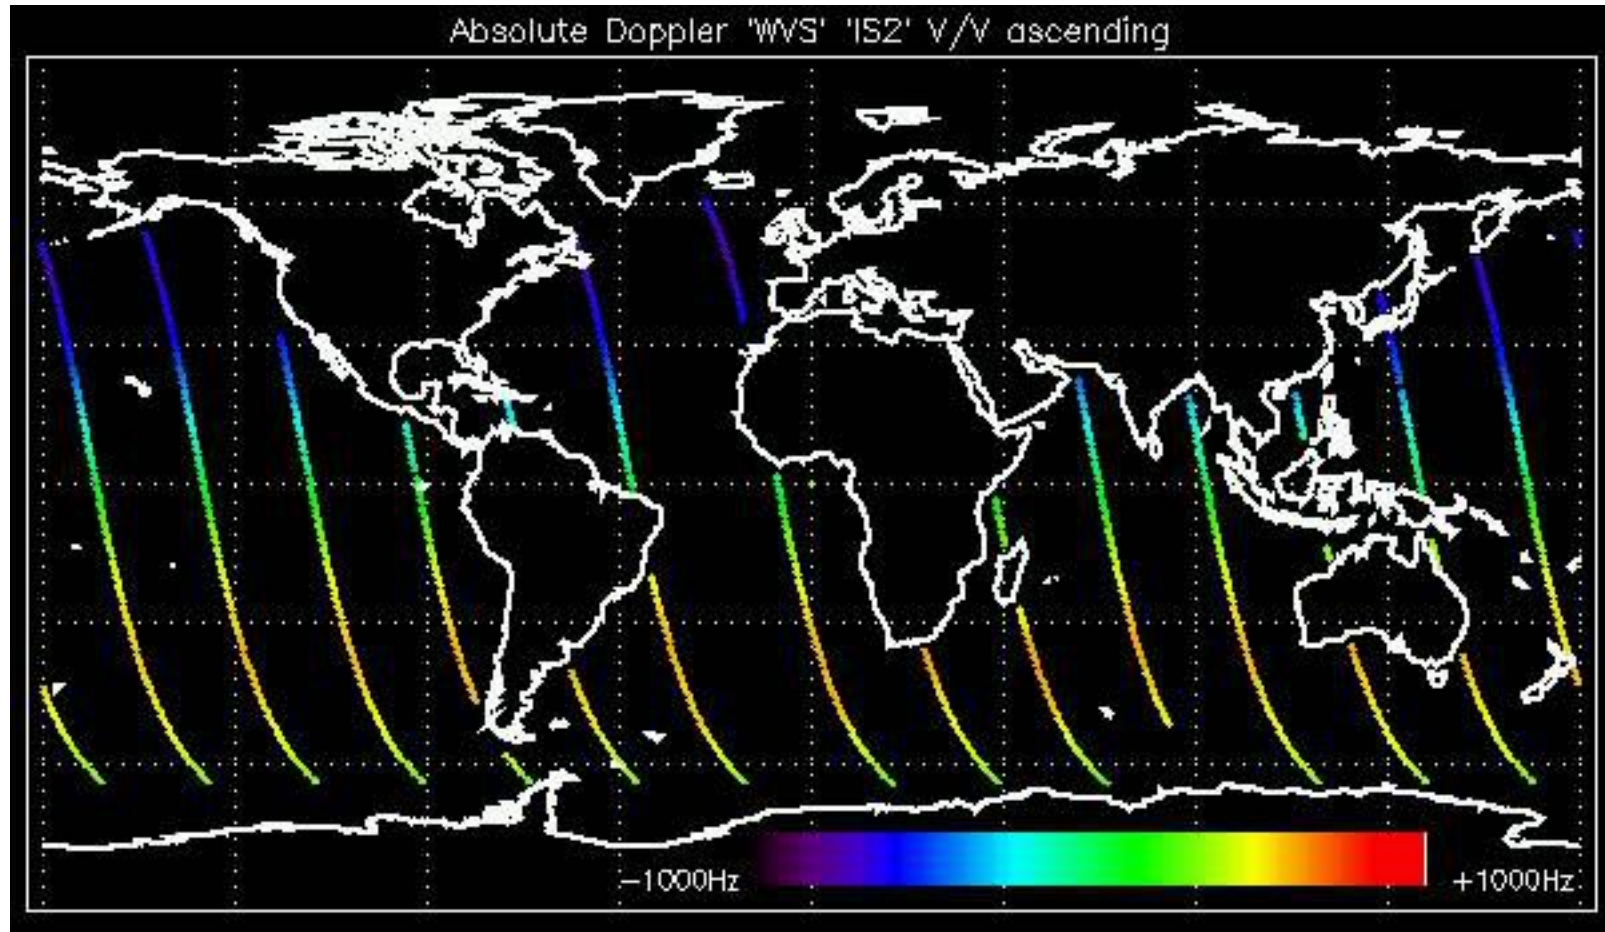 Absolute Doppler 'WVS' 'IS2' V/V ascending
−1000Hz +1000Hz